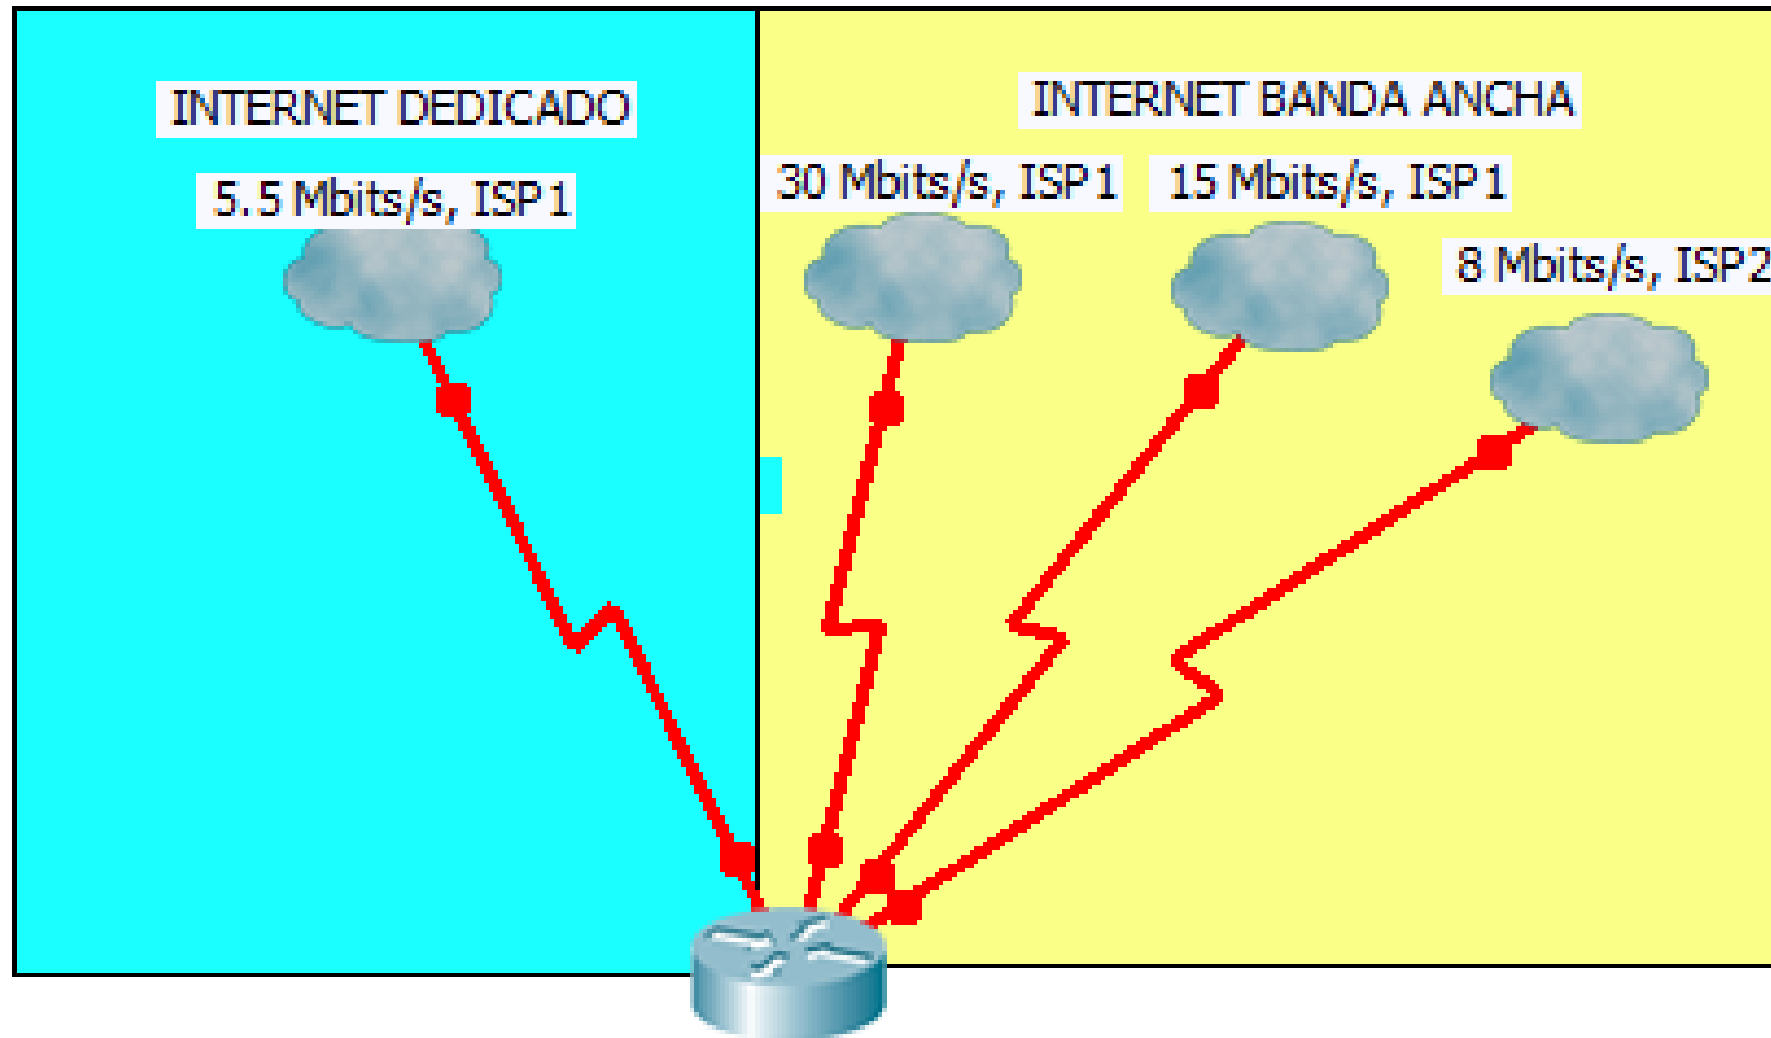 INTERNET DEDICADO
5.5 Mbits/s, ISP1
INTERNET BANDA ANCHA
30 Mbits/s, ISP1
15 Mbits/s, ISP1
8 Mbits/s, ISP2